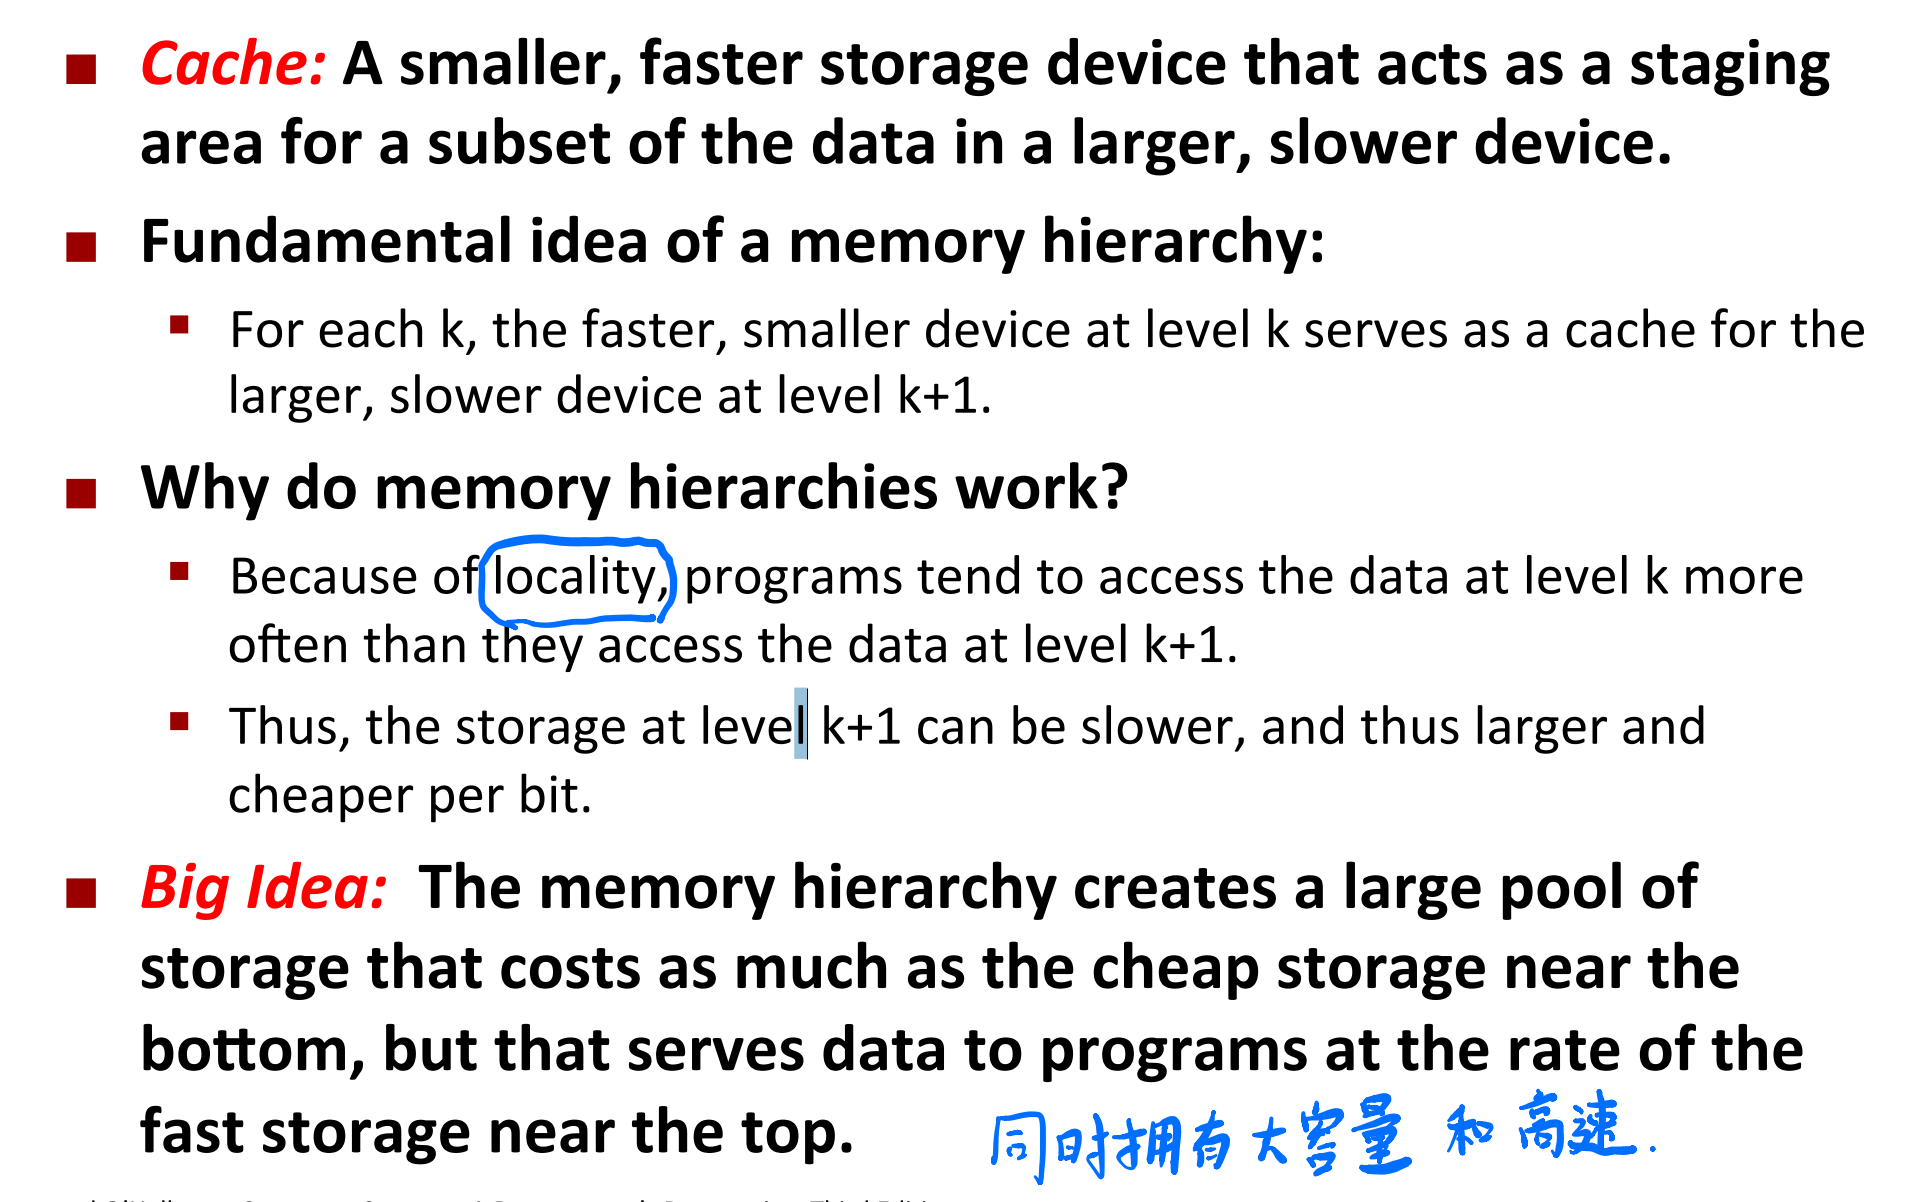 Cache: A smaller, faster storage device that acts as a staging
area for a subset of the data in a larger, slower device.
Fundamental idea of a memory hierarchy:
For each k, the faster, smaller device at level k serves as a cache for the
larger, slower device at level k+1.
Why do memory hierarchies work?
Because of locality, programs tend to access the data at level k more
often than they access the data at level k+1.
Thus, the storage at level k+1 can be slower, and thus larger and
cheaper per bit.
Big Idea: The memory hierarchy creates a large pool of
storage that costs as much as the cheap storage near the
bottom, but that serves data to programs at the rate of the
fast storage near the top.
同时拥有大容量 和 高速.